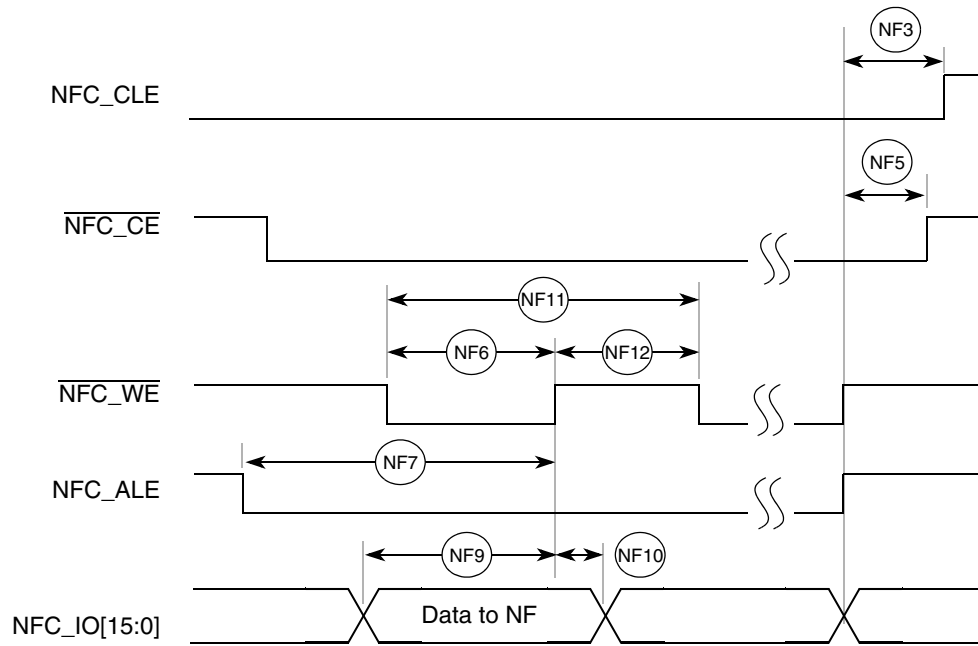 NF3
NFC_CLE
NF5
NFC_CE
NF11
NF6
NF12
NFC_WE
NF7
NFC_ALE
NF9
NF10
Data to NF
NFC_IO[15:0]